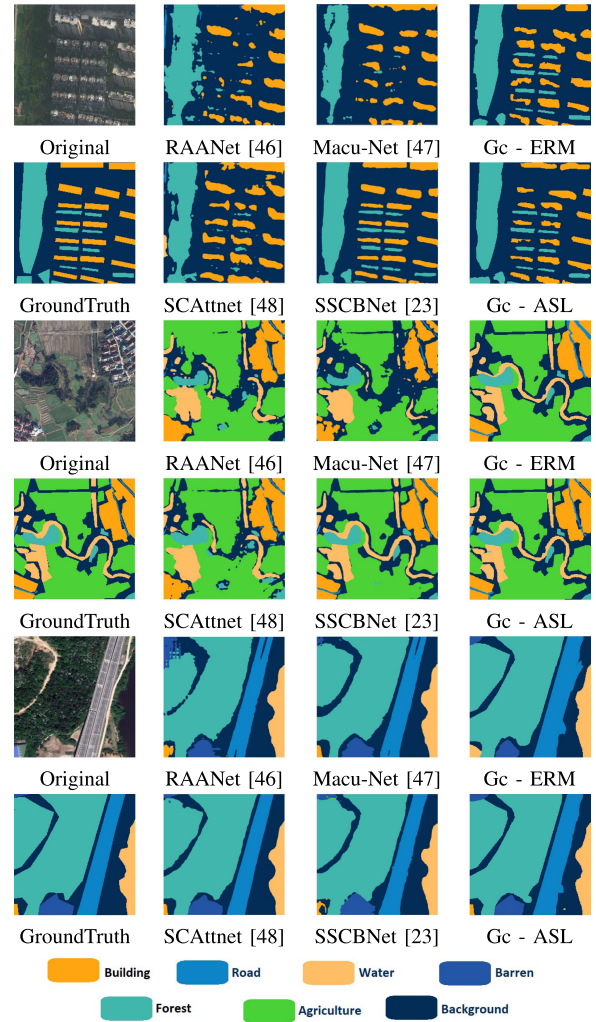 Original RAANet [46] Macu-Net [47] Gc - ERM
GroundTruth SCAttnet [48] SSCBNet [23] Gc - ASL
Original RAANet [46] Macu-Net [47] Gc - ERM
GroundTruth SCAttnet [48] SSCBNet [23] Gc - ASL
Original RAANet [46] Macu-Net [47] Gc - ERM
GroundTruth SCAttnet [48] SSCBNet [23] Gc - ASL
Building Road Water Barren
Forest Agriculture Background